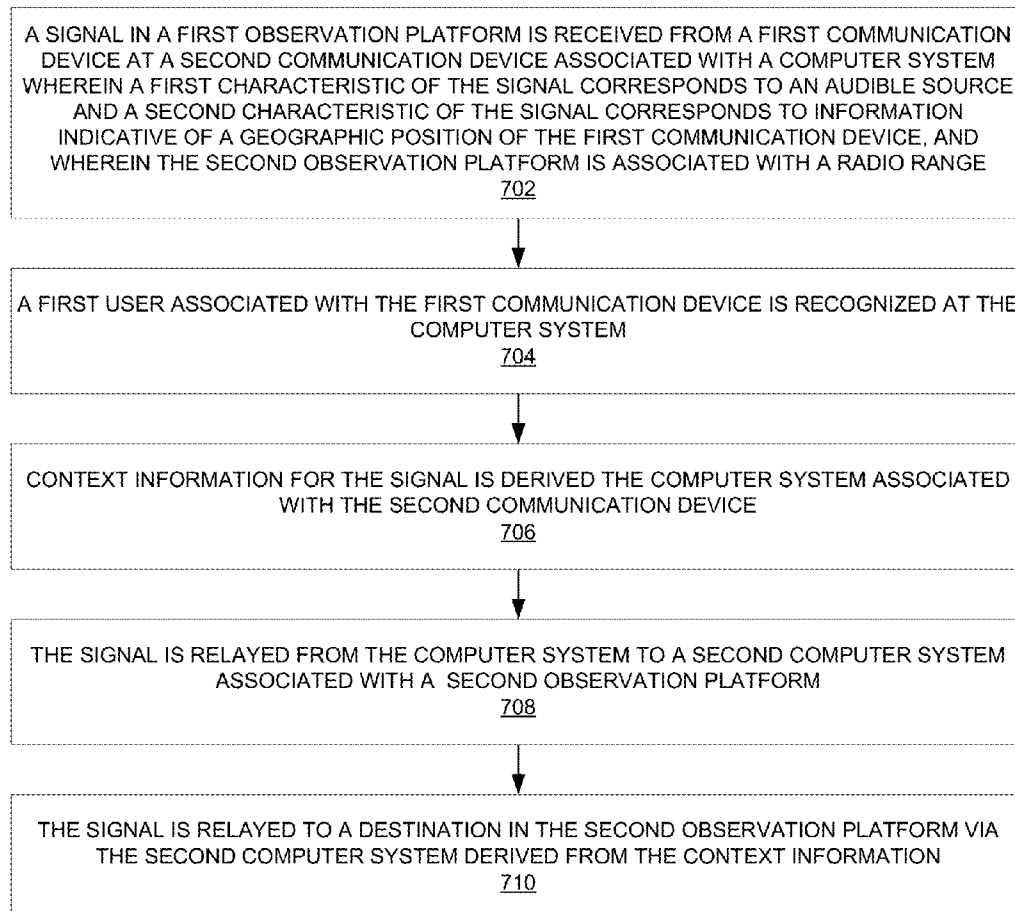 A SIGNAL IN A FIRST OBSERVATION PLATFORM IS RECEIVED FROM A FIRST COMMUNICATION
DEVICE AT A SECOND COMMUNICATION DEVICE ASSOCIATED WITH A COMPUTER SYSTEM
WHEREIN A FIRST CHARACTERISTIC OF THE SIGNAL CORRESPONDS TO AN AUDIBLE SOURCE
AND A SECOND CHARACTERISTIC OF THE SIGNAL CORRESPONDS TO INFORMATION
INDICATIVE OF A GEOGRAPHIC POSITION OF THE FIRST COMMUNICATION DEVICE, AND
WHEREIN THE SECOND OBSERVATION PLATFORM IS ASSOCIATED WITH A RADIO RANGE
702
A FIRST USER ASSOCIATED WITH THE FIRST COMMUNICATION DEVICE IS RECOGNIZED AT THE
COMPUTER SYSTEM
704
CONTEXT INFORMATION FOR THE SIGNAL IS DERIVED THE COMPUTER SYSTEM ASSOCIATED
WITH THE SECOND COMMUNICATION DEVICE
706
THE SIGNAL IS RELAYED FROM THE COMPUTER SYSTEM TO A SECOND COMPUTER SYSTEM
ASSOCIATED WITH A SECOND OBSERVATION PLATFORM
708
THE SIGNAL IS RELAYED TO A DESTINATION IN THE SECOND OBSERVATION PLATFORM VIA
THE SECOND COMPUTER SYSTEM DERIVED FROM THE CONTEXT INFORMATION
710